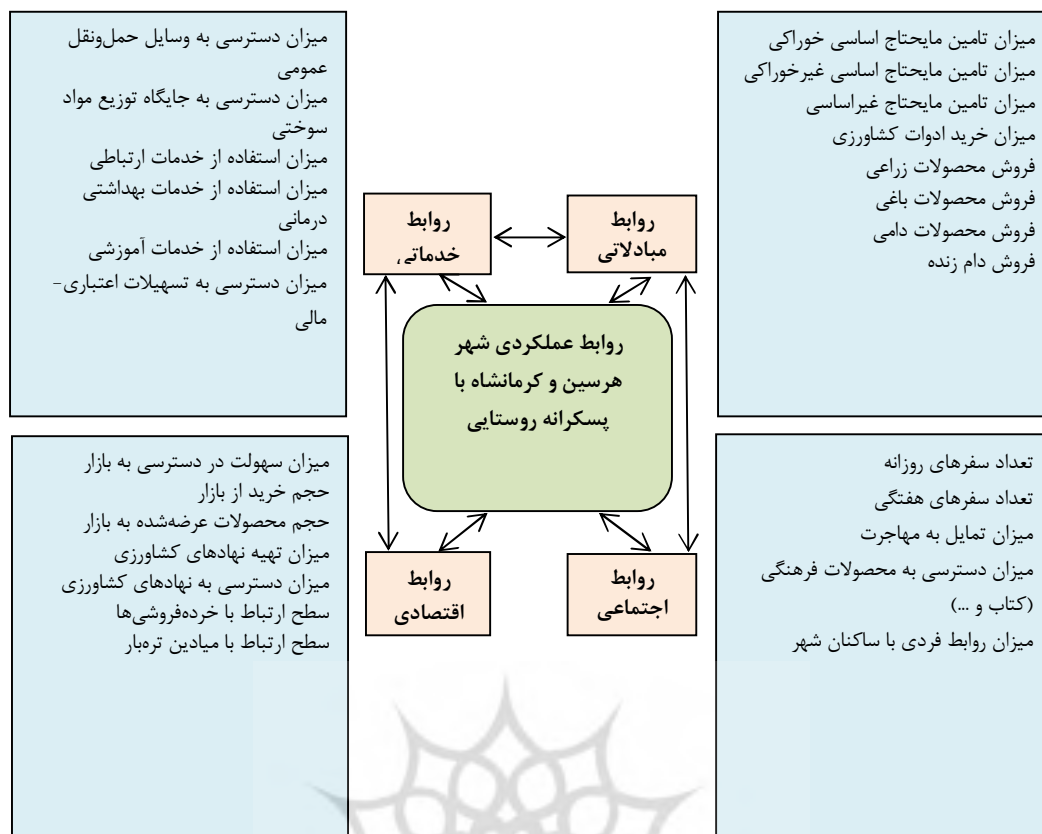 میزان تامین مایحتاج اساسی خوراکی
میزان تامین مایحتاج اساسی غیرخوراکی
میزان تامین مایحتاج غیراساسی
میزان خرید ادوات کشاورزی
فروش محصولات زراعی
فروش محصولات باغی
فروش محصولات دامی
فروش دام زنده
میزان دسترسی به وسایل حمل‌ونقل
عمومی
میزان دسترسی به جایگاه توزیع مواد
سوختی
میزان استفاده از خدمات ارتباطی
میزان استفاده از خدمات بهداشتی
درمانی
میزان استفاده از خدمات آموزشی
میزان دسترسی به تسهیلات اعتباری-
مالی
روابط
مبادلاتی
روابط
خدماتی
روابط عملکردی شهر
هرسین و کرمانشاه با
پسکرانه روستایی
روابط
اجتماعی
روابط
اقتصادی
تعداد سفرهای روزانه
تعداد سفرهای هفتگی
میزان تمایل به مهاجرت
میزان دسترسی به محصولات فرهنگی
(کتاب و ...)
میزان روابط فردی با ساکنان شهر
میزان سهولت در دسترسی به بازار
حجم خرید از بازار
حجم محصولات عرضه‌شده به بازار
میزان تهیه نهادهای کشاورزی
میزان دسترسی به نهادهای کشاورزی
سطح ارتباط با خرده‌فروشی‌ها
سطح ارتباط با میادین تره‌بار